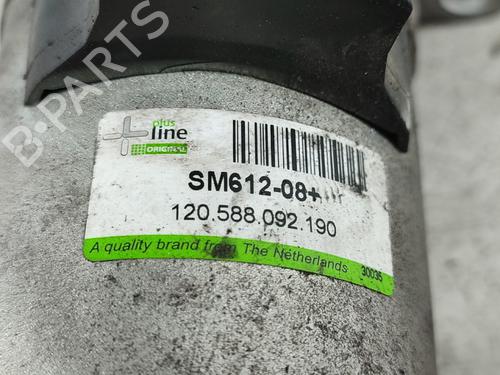 plus
line
ORIGINAL
SM612-08+
120.588.092.190
A quality brand from The Netherlands 30035
B-PARTS